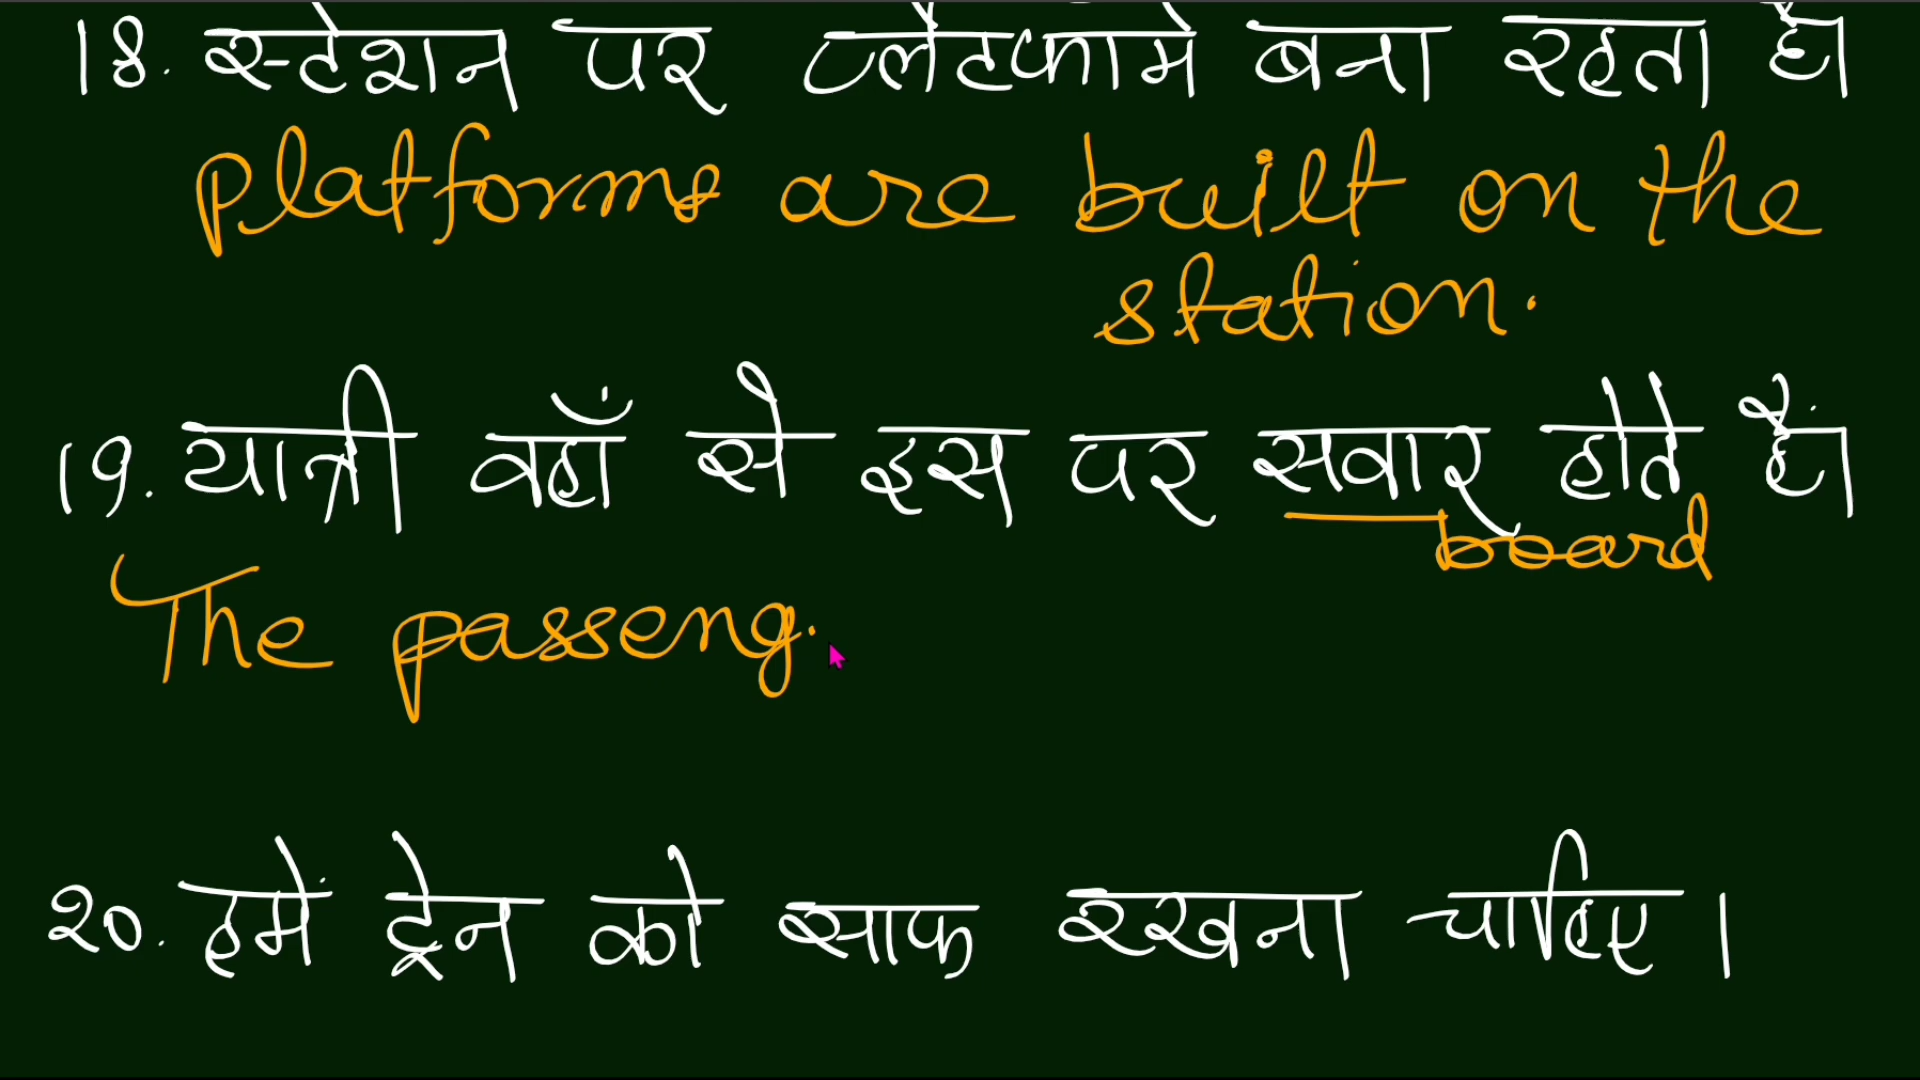 18. स्टेशन पर प्लेटफार्म बना रहता है।
platforms are built on the
station.
19. यात्री वहाँ से इस पर सवार होते हैं।
board
The passeng.
20. हमें ट्रेन को साफ रखना चाहिए।